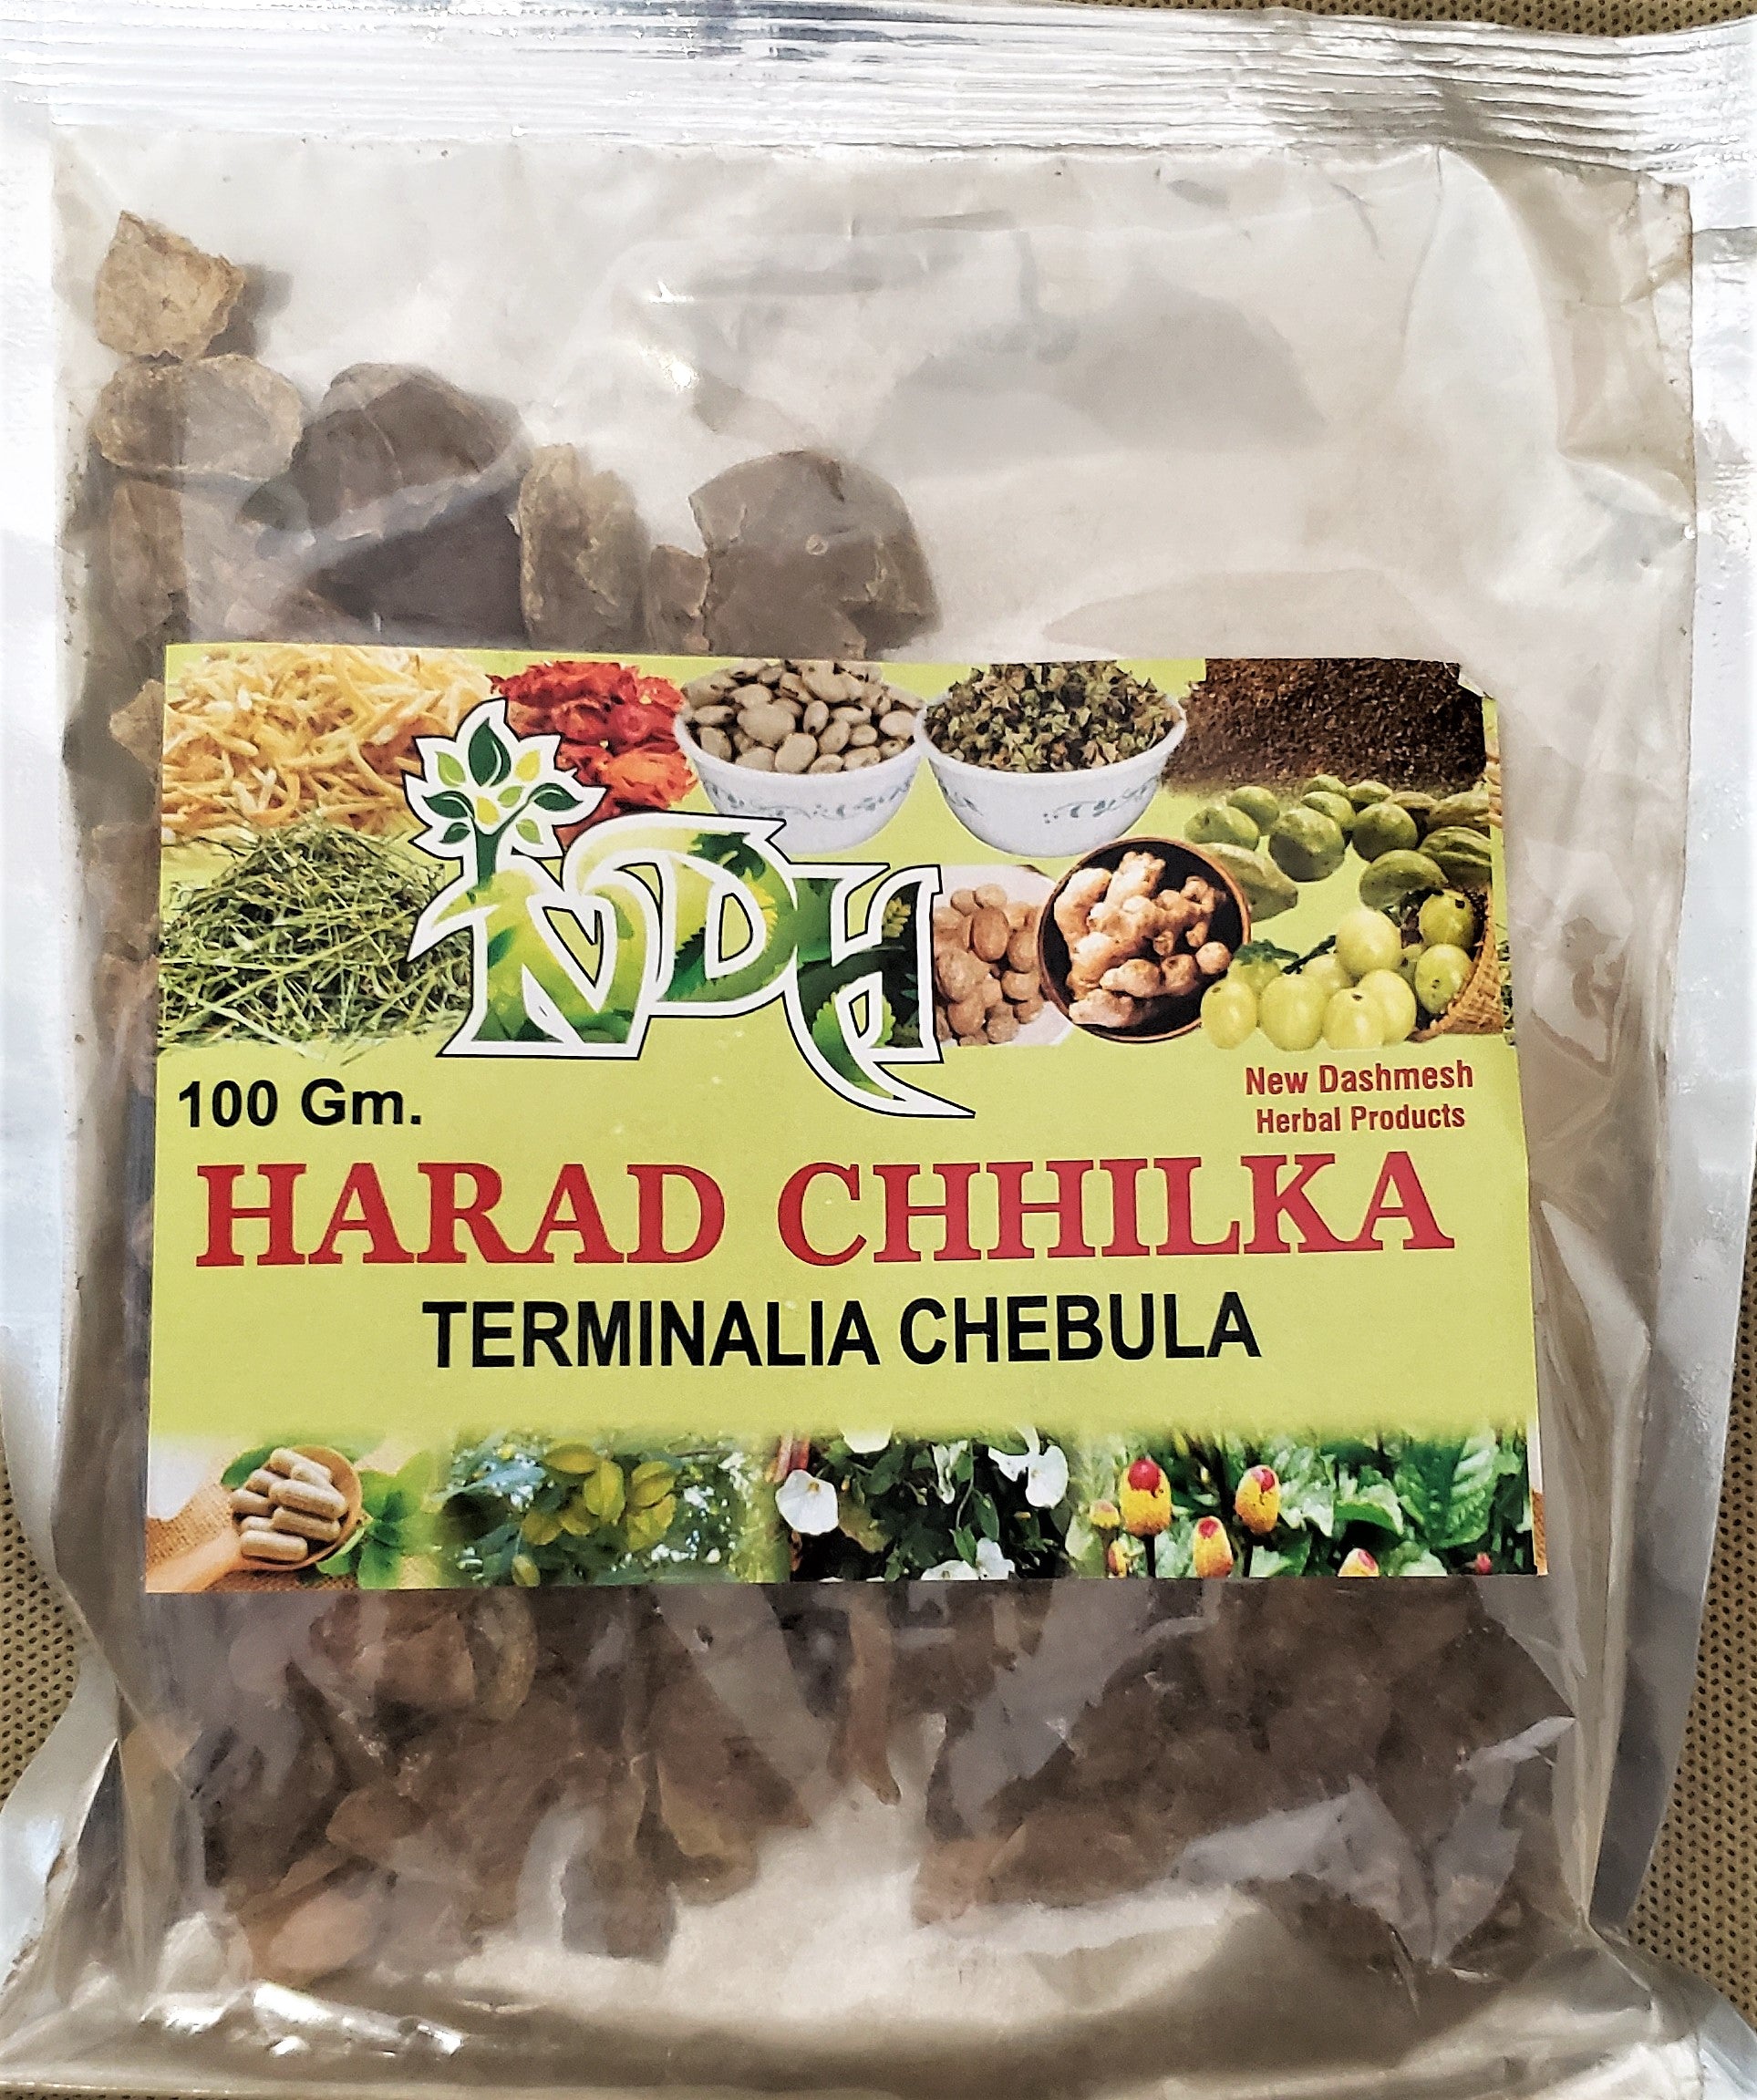 NDH
100 Gm.
New Dashmesh
Herbal Products
HARAD CHHILKA
TERMINALIA CHEBULA